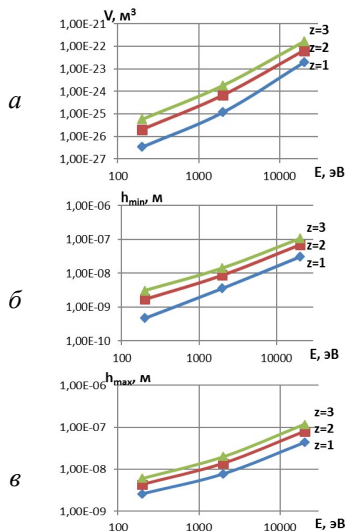 V, м³
1,00E-21
1,00E-22
1,00E-23
1,00E-24
1,00E-25
1,00E-26
1,00E-27
z=3
z=2
z=1
100 1000 10000 E, эВ
а
h_min, м
1,00E-06
1,00E-07
1,00E-08
1,00E-09
1,00E-10
z=3
z=2
z=1
100 1000 10000 E, эВ
б
h_max, м
1,00E-06
1,00E-07
1,00E-08
1,00E-09
z=3
z=2
z=1
100 1000 10000 E, эВ
в